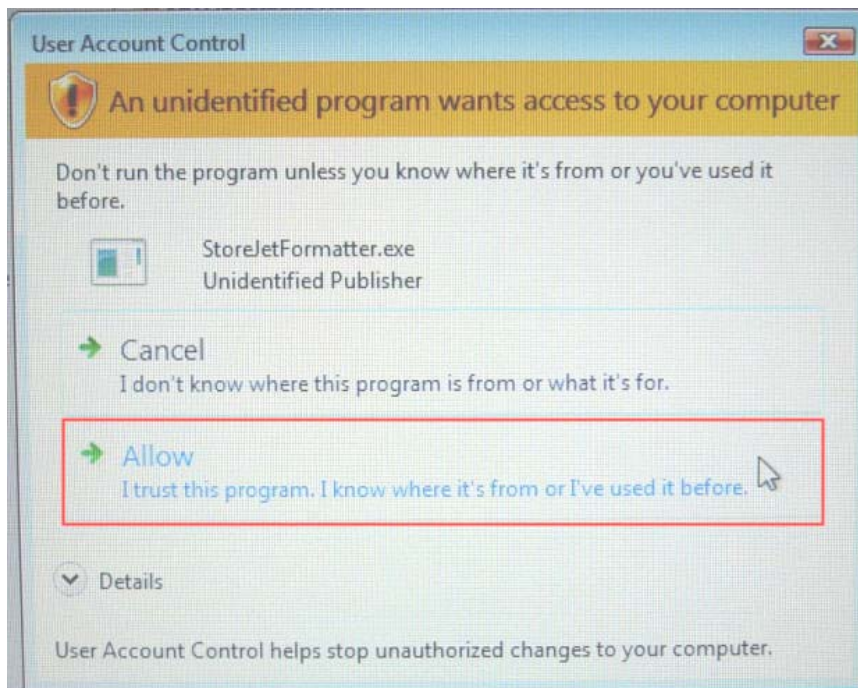 User Account Control
An unidentified program wants access to your computer
Don't run the program unless you know where it's from or you've used it
before.
StoreJetFormatter.exe
Unidentified Publisher
Cancel
I don't know where this program is from or what it's for.
Allow
I trust this program. I know where it's from or I've used it before.
Details
User Account Control helps stop unauthorized changes to your computer.